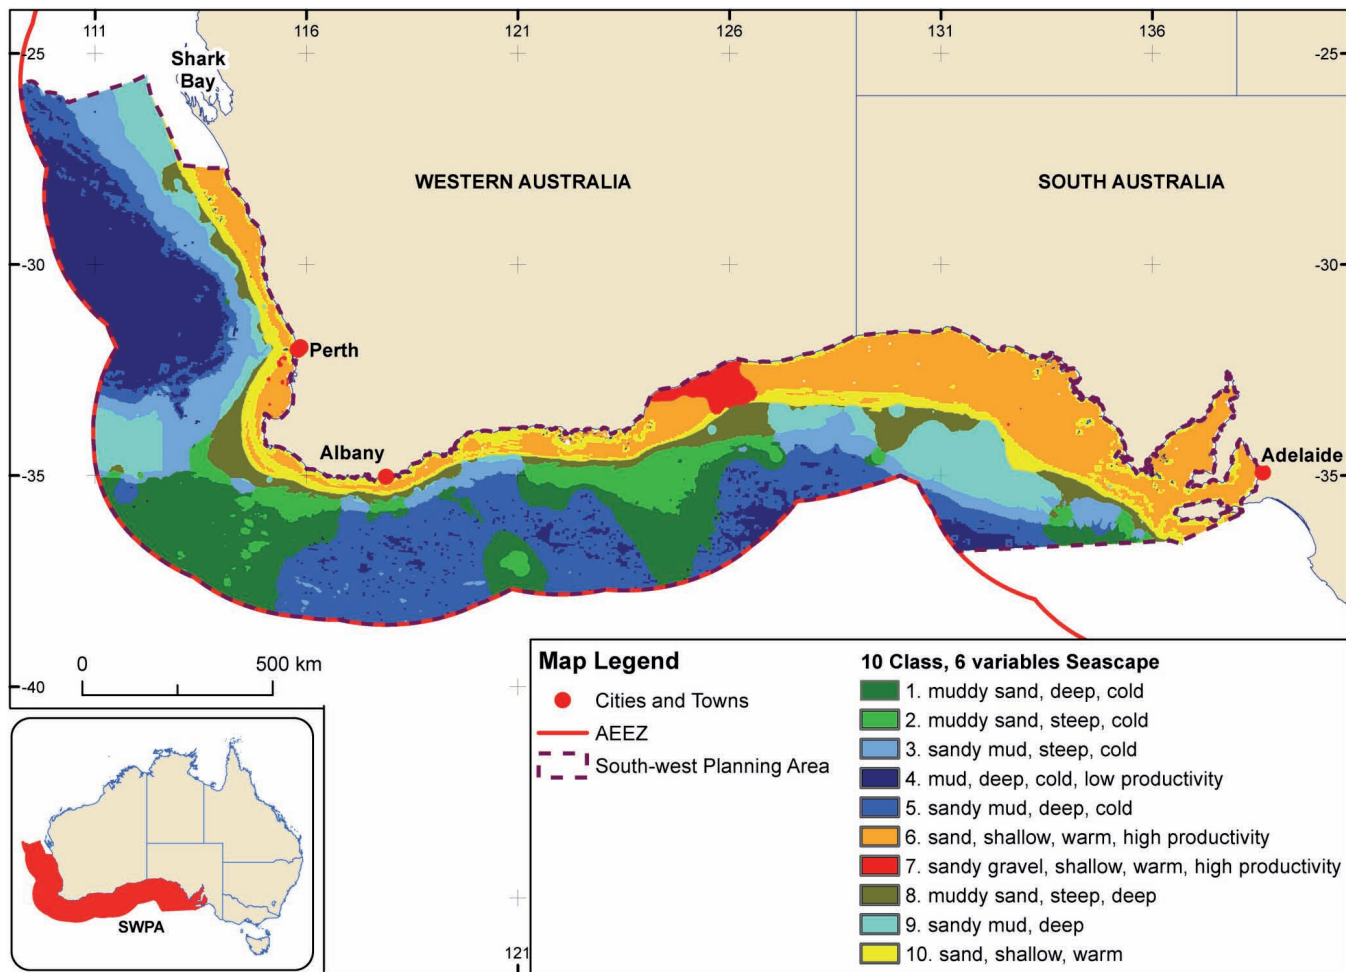 111 116 121 126 131 136
-25 -25
Shark
Bay
WESTERN AUSTRALIA
SOUTH AUSTRALIA
-30 -30
Perth
Albany
Adelaide
-35 -35
0 500 km
-40
121
SWPA
Map Legend
Cities and Towns
AEEZ
South-west Planning Area
10 Class, 6 variables Seascape
1. muddy sand, deep, cold
2. muddy sand, steep, cold
3. sandy mud, steep, cold
4. mud, deep, cold, low productivity
5. sandy mud, deep, cold
6. sand, shallow, warm, high productivity
7. sandy gravel, shallow, warm, high productivity
8. muddy sand, steep, deep
9. sandy mud, deep
10. sand, shallow, warm